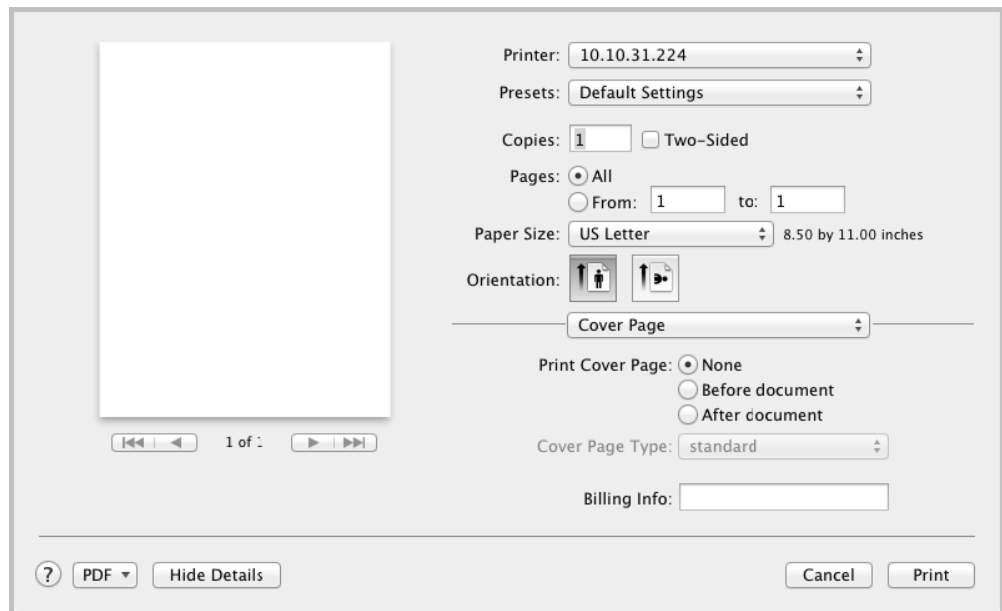 Printer: 10.10.31.224
Presets: Default Settings
Copies: 1 Two-Sided
Pages: All
From: 1 to: 1
Paper Size: US Letter 8.50 by 11.00 inches
Orientation:
Cover Page
Print Cover Page: None
Before document
After document
1 of 1
Cover Page Type: standard
Billing Info:
? PDF Hide Details Cancel Print